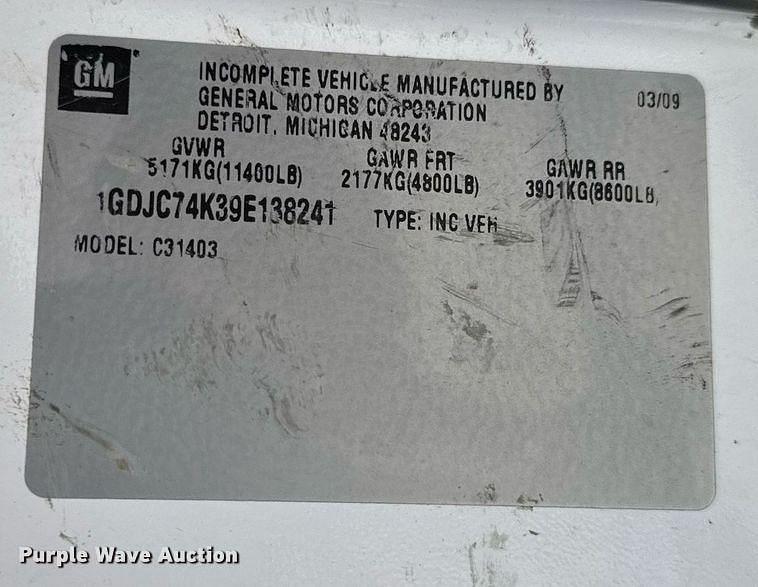 GM
INCOMPLETE VEHICLE MANUFACTURED BY
GENERAL MOTORS CORPORATION
DETROIT, MICHIGAN 48243
03/09
GVWR GAWR FRT GAWR RR
5171KG(11400LB) 2177KG(4800LB) 3901KG(8600LB)
1GDJC74K39E138241 TYPE: INC VEH
MODEL: C31403
Purple Wave Auction